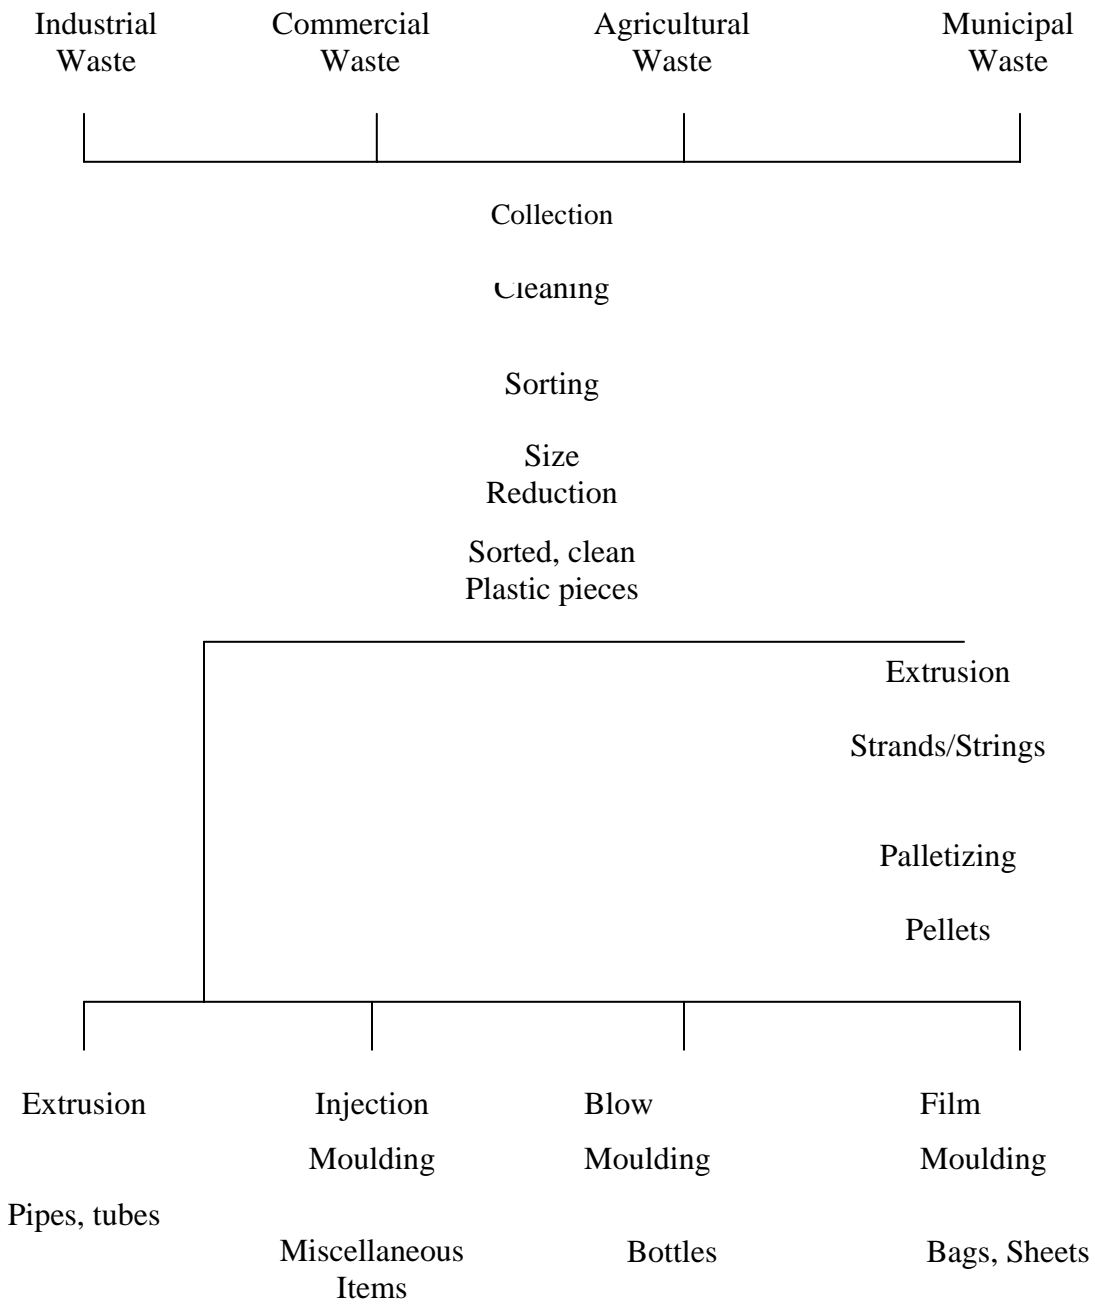 Industrial
Waste
Commercial
Waste
Agricultural
Waste
Municipal
Waste
Collection
Cleaning
Sorting
Size
Reduction
Sorted, clean
Plastic pieces
Extrusion
Strands/Strings
Palletizing
Pellets
Extrusion
Pipes, tubes
Injection
Moulding
Miscellaneous
Items
Blow
Moulding
Bottles
Film
Moulding
Bags, Sheets